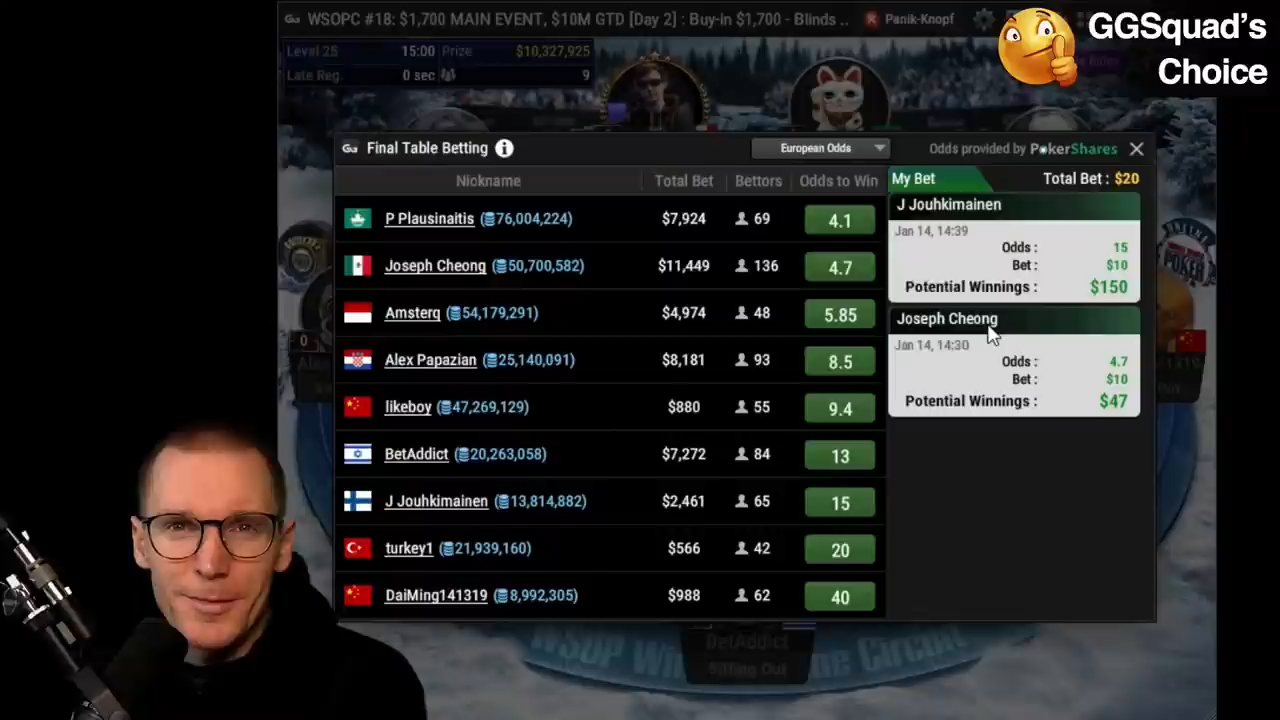 WSOPC #18: $1,700 MAIN EVENT, $10M GTD [Day 2] : Buy-in $1,700 - Blinds ..
Panik-Knopf
GGSquad's
Choice
Level 25 15:00 Prize $10,327,925
Late Reg. 0 sec 9
Final Table Betting
European Odds
Odds provided by PokerShares
Nickname Total Bet Bettors Odds to Win
P Plausinaitis (76,004,224) $7,924 69 4.1
Joseph Cheong (50,700,582) $11,449 136 4.7
Amsterq (54,179,291) $4,974 48 5.85
Alex Papazian (25,140,091) $8,181 93 8.5
likeboy (47,269,129) $880 55 9.4
BetAddict (20,263,058) $7,272 84 13
J Jouhkimainen (13,814,882) $2,461 65 15
turkey1 (21,939,160) $566 42 20
DaiMing141319 (8,992,305) $988 62 40
My Bet Total Bet : $20
J Jouhkimainen
Jan 14, 14:39
Odds : 15
Bet : $10
Potential Winnings : $150
Joseph Cheong
Jan 14, 14:30
Odds : 4.7
Bet : $10
Potential Winnings : $47
0
POKER
BetAddict
Sitting Out